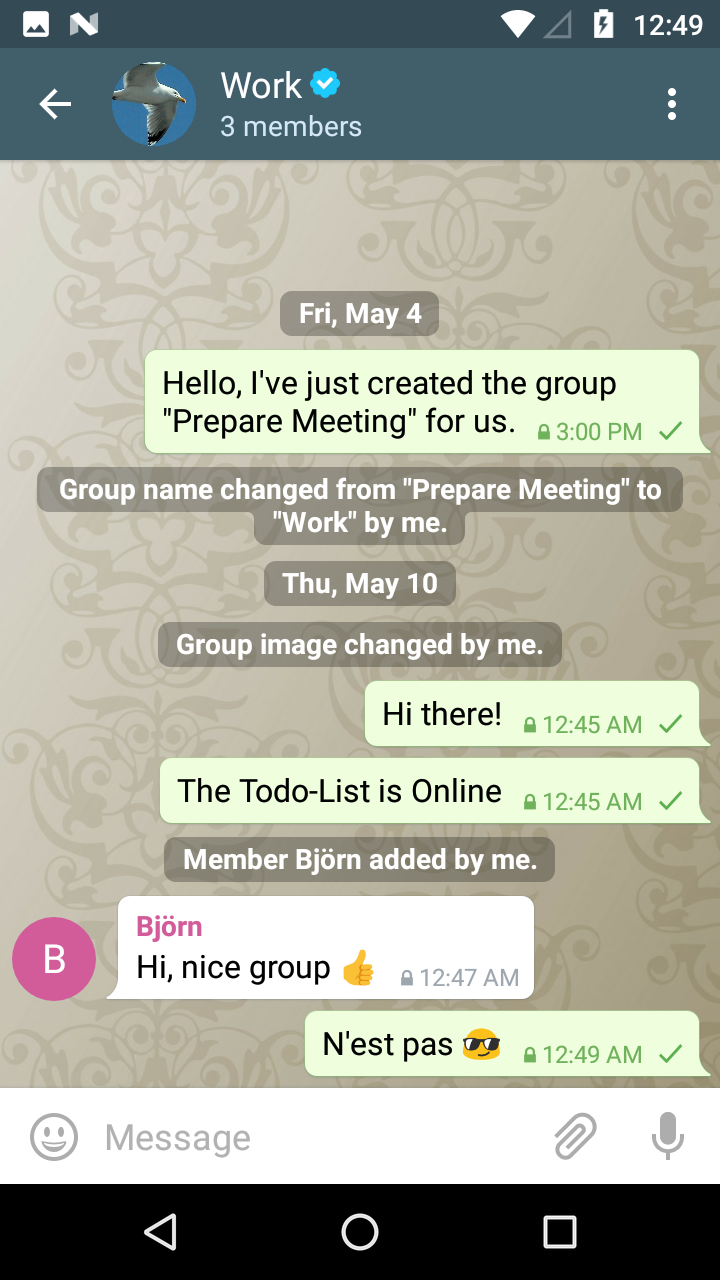 12:49
Work
3 members
Fri, May 4
Hello, I've just created the group
"Prepare Meeting" for us. 3:00 PM
Group name changed from "Prepare Meeting" to
"Work" by me.
Thu, May 10
Group image changed by me.
Hi there! 12:45 AM
The Todo-List is Online 12:45 AM
Member Björn added by me.
Björn
B
Hi, nice group 👍 12:47 AM
N'est pas 😎 12:49 AM
Message